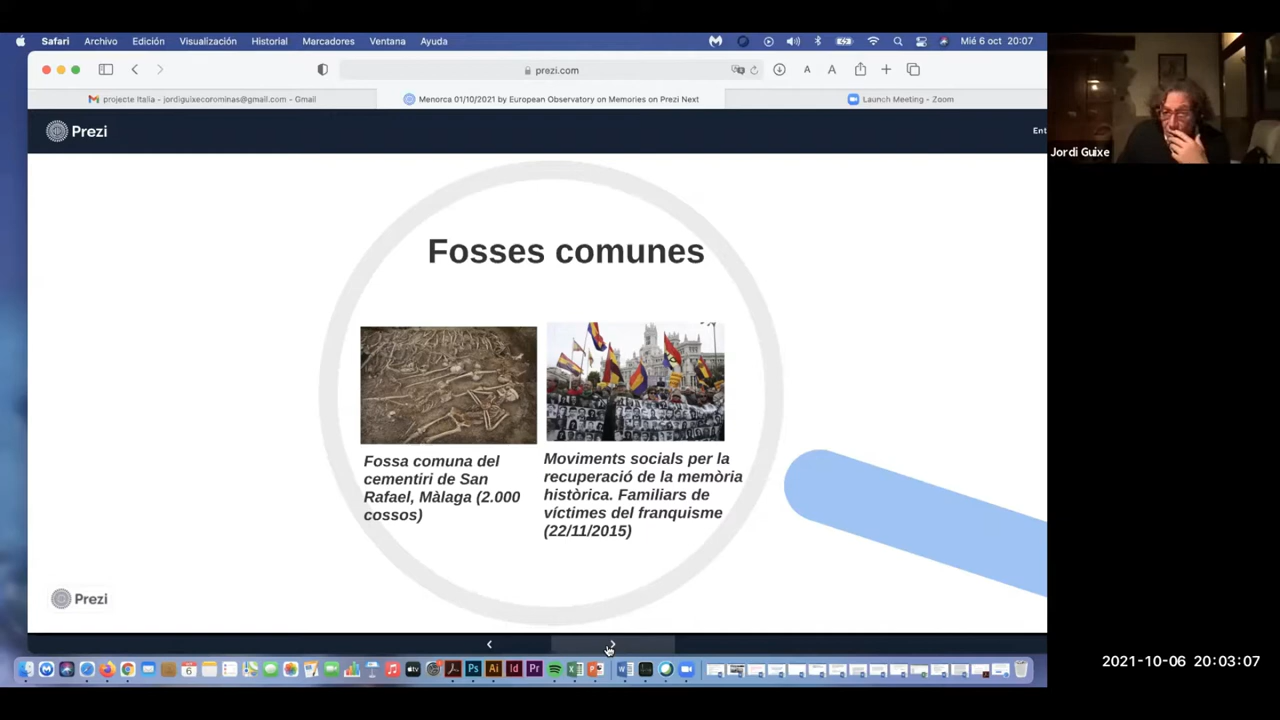 Safari Archivo Edición Visualización Historial Marcadores Ventana Ayuda Mié 6 oct 20:07
prezi.com A A
projecte Italia - jordiguixecorominas@gmail.com - Gmail
Menorca 01/10/2021 by European Observatory on Memories on Prezi Next
Launch Meeting - Zoom
Prezi
Ent
Jordi Guixe
Fosses comunes
Fossa comuna del
cementiri de San
Rafael, Màlaga (2.000
cossos)
Moviments socials per la
recuperació de la memòria
històrica. Familiars de
víctimes del franquisme
(22/11/2015)
Prezi
2021-10-06 20:03:07